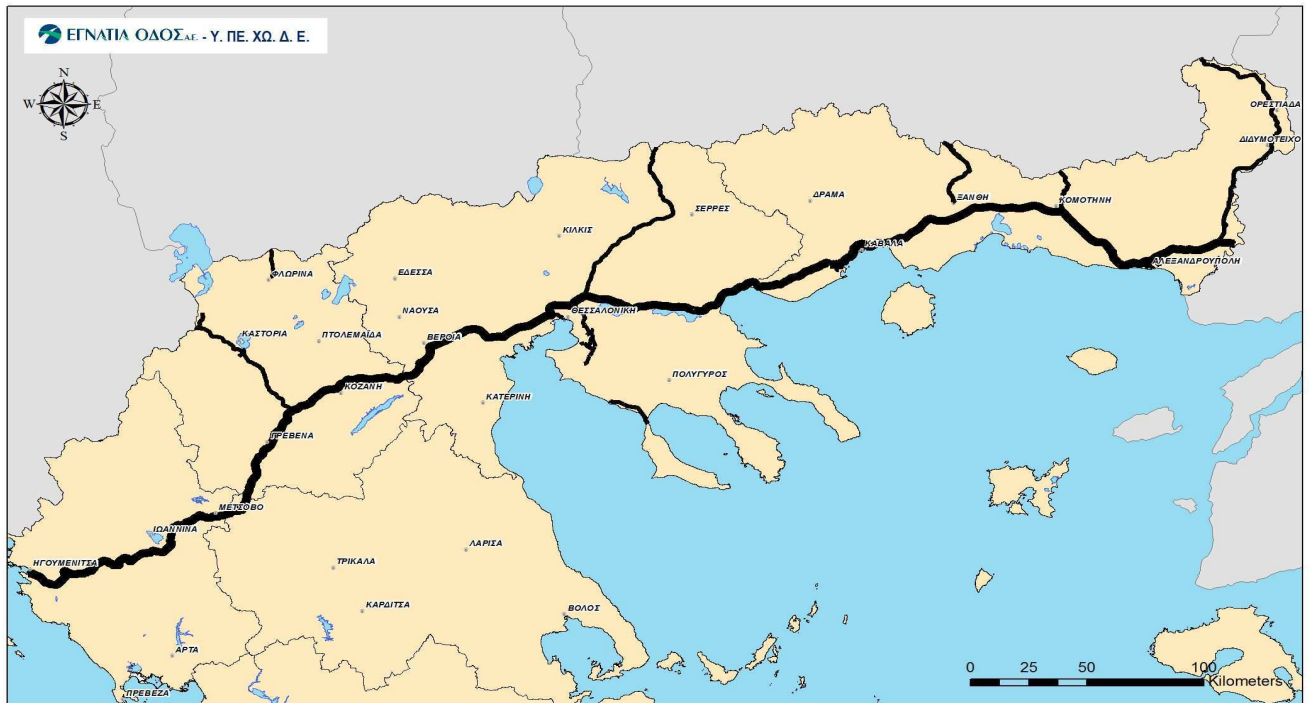 ΕΓΝΑΤΙΑ ΟΔΟΣ Α.Ε. - Υ. ΠΕ. ΧΩ. Δ. Ε.
N
W E
S
ΟΡΕΣΤΙΑΔΑ
ΔΙΔΥΜΟΤΕΙΧΟ
ΔΡΑΜΑ
ΞΑΝΘΗ
ΚΟΜΟΤΗΝΗ
ΣΕΡΡΕΣ
ΚΙΛΚΙΣ
ΚΑΒΑΛΑ
ΑΛΕΞΑΝΔΡΟΥΠΟΛΗ
ΦΛΩΡΙΝΑ
ΕΔΕΣΣΑ
ΝΑΟΥΣΑ
ΘΕΣΣΑΛΟΝΙΚΗ
ΚΑΣΤΟΡΙΑ
ΠΤΟΛΕΜΑΪΔΑ
ΒΕΡΟΙΑ
ΠΟΛΥΓΥΡΟΣ
ΚΟΖΑΝΗ
ΚΑΤΕΡΙΝΗ
ΓΡΕΒΕΝΑ
ΜΕΤΣΟΒΟ
ΙΩΑΝΝΙΝΑ
ΛΑΡΙΣΑ
ΗΓΟΥΜΕΝΙΤΣΑ
ΤΡΙΚΑΛΑ
ΚΑΡΔΙΤΣΑ
ΒΟΛΟΣ
ΑΡΤΑ
ΠΡΕΒΕΖΑ
0 25 50 100
Kilometers